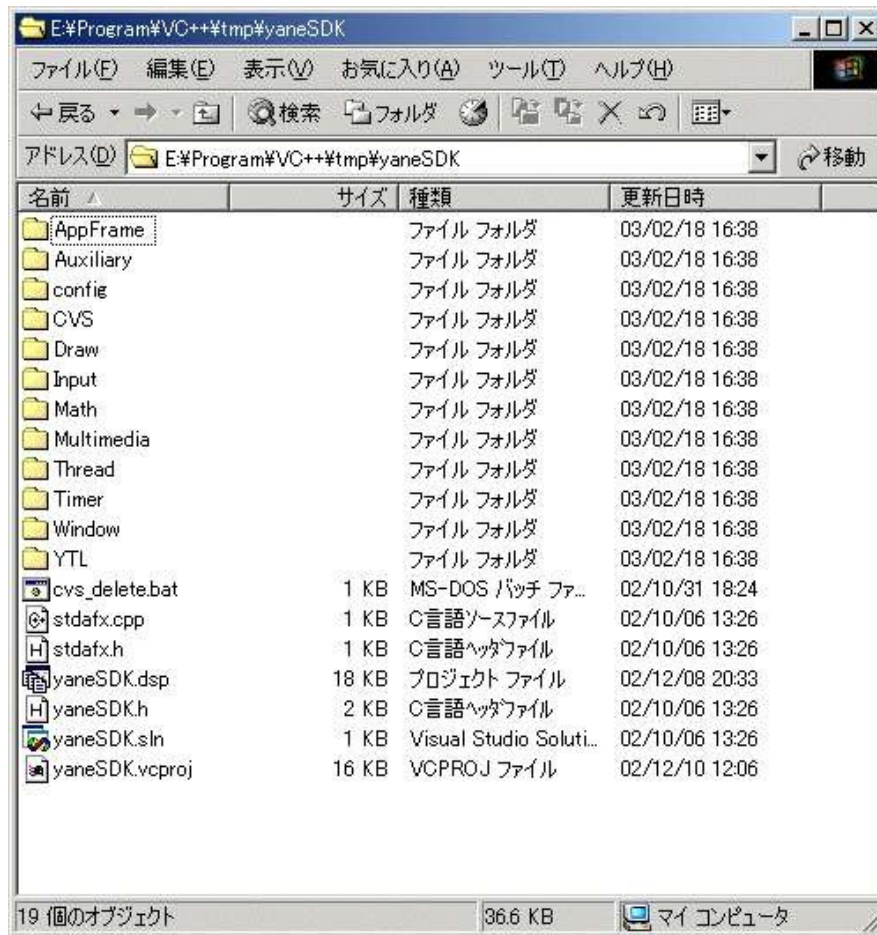 E:¥Program¥VC++¥tmp¥yaneSDK
ファイル(F) 編集(E) 表示(V) お気に入り(A) ツール(T) ヘルプ(H)
戻る 検索 フォルダ
アドレス(D) E:¥Program¥VC++¥tmp¥yaneSDK 移動
名前 サイズ 種類 更新日時
AppFrame ファイル フォルダ 03/02/18 16:38
Auxiliary ファイル フォルダ 03/02/18 16:38
config ファイル フォルダ 03/02/18 16:38
CVS ファイル フォルダ 03/02/18 16:38
Draw ファイル フォルダ 03/02/18 16:38
Input ファイル フォルダ 03/02/18 16:38
Math ファイル フォルダ 03/02/18 16:38
Multimedia ファイル フォルダ 03/02/18 16:38
Thread ファイル フォルダ 03/02/18 16:38
Timer ファイル フォルダ 03/02/18 16:38
Window ファイル フォルダ 03/02/18 16:38
YTL ファイル フォルダ 03/02/18 16:38
cvs_delete.bat 1 KB MS-DOS バッチ ファ... 02/10/31 18:24
stdafx.cpp 1 KB C言語ソースファイル 02/10/06 13:26
stdafx.h 1 KB C言語ヘッダファイル 02/10/06 13:26
yaneSDK.dsp 18 KB プロジェクト ファイル 02/12/08 20:33
yaneSDK.h 2 KB C言語ヘッダファイル 02/10/06 13:26
yaneSDK.sln 1 KB Visual Studio Soluti... 02/10/06 13:26
yaneSDK.vcproj 16 KB VCPROJ ファイル 02/12/10 12:06
19 個のオブジェクト 36.6 KB マイ コンピュータ